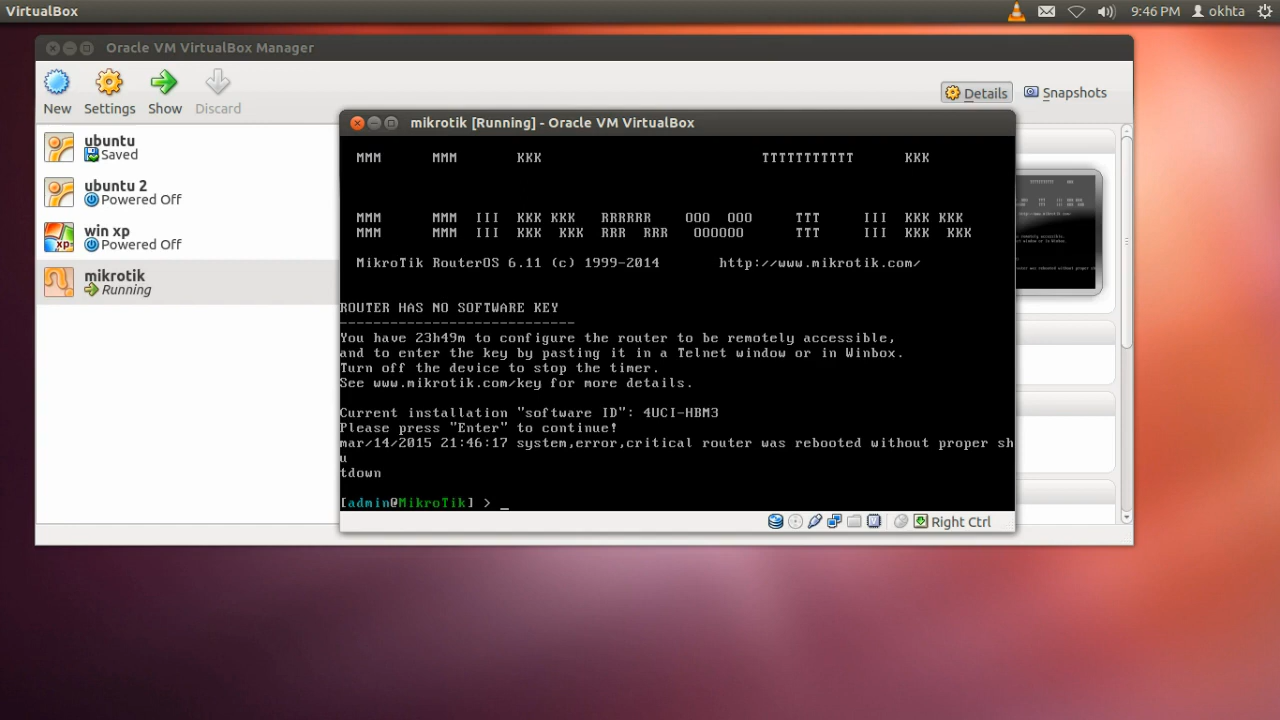 VirtualBox
9:46 PM okhta
Oracle VM VirtualBox Manager
New Settings Show Discard
Details Snapshots
ubuntu
Saved
ubuntu 2
Powered Off
win xp
Powered Off
mikrotik
Running
mikrotik [Running] - Oracle VM VirtualBox
MMM MMM KKK TTTTTTTTTTT KKK
MMM MMM III KKK KKK RRRRRR OOO OOO TTT III KKK KKK
MMM MMM III KKK KKK RRR RRR OOOOOO TTT III KKK KKK
MikroTik RouterOS 6.11 (c) 1999-2014 http://www.mikrotik.com/
ROUTER HAS NO SOFTWARE KEY
----------------------------
You have 23h49m to configure the router to be remotely accessible,
and to enter the key by pasting it in a Telnet window or in Winbox.
Turn off the device to stop the timer.
See www.mikrotik.com/key for more details.
Current installation "software ID": 4UCI-HBM3
Please press "Enter" to continue!
mar/14/2015 21:46:17 system,error,critical router was rebooted without proper sh
u
tdown
[admin@MikroTik] > _
Right Ctrl